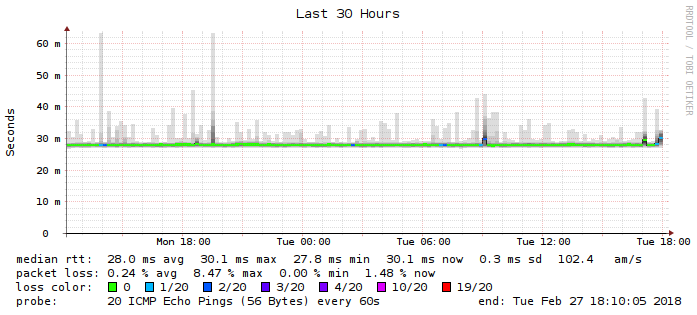 Last 30 Hours
RRDTOOL / TOBI OETIKER
Seconds
60 m
50 m
40 m
30 m
20 m
10 m
0
Mon 18:00 Tue 00:00 Tue 06:00 Tue 12:00 Tue 18:00
median rtt: 28.0 ms avg 30.1 ms max 27.8 ms min 30.1 ms now 0.3 ms sd 102.4 am/s
packet loss: 0.24 % avg 8.47 % max 0.00 % min 1.48 % now
loss color: 0 1/20 2/20 3/20 4/20 10/20 19/20
probe: 20 ICMP Echo Pings (56 Bytes) every 60s end: Tue Feb 27 18:10:05 2018